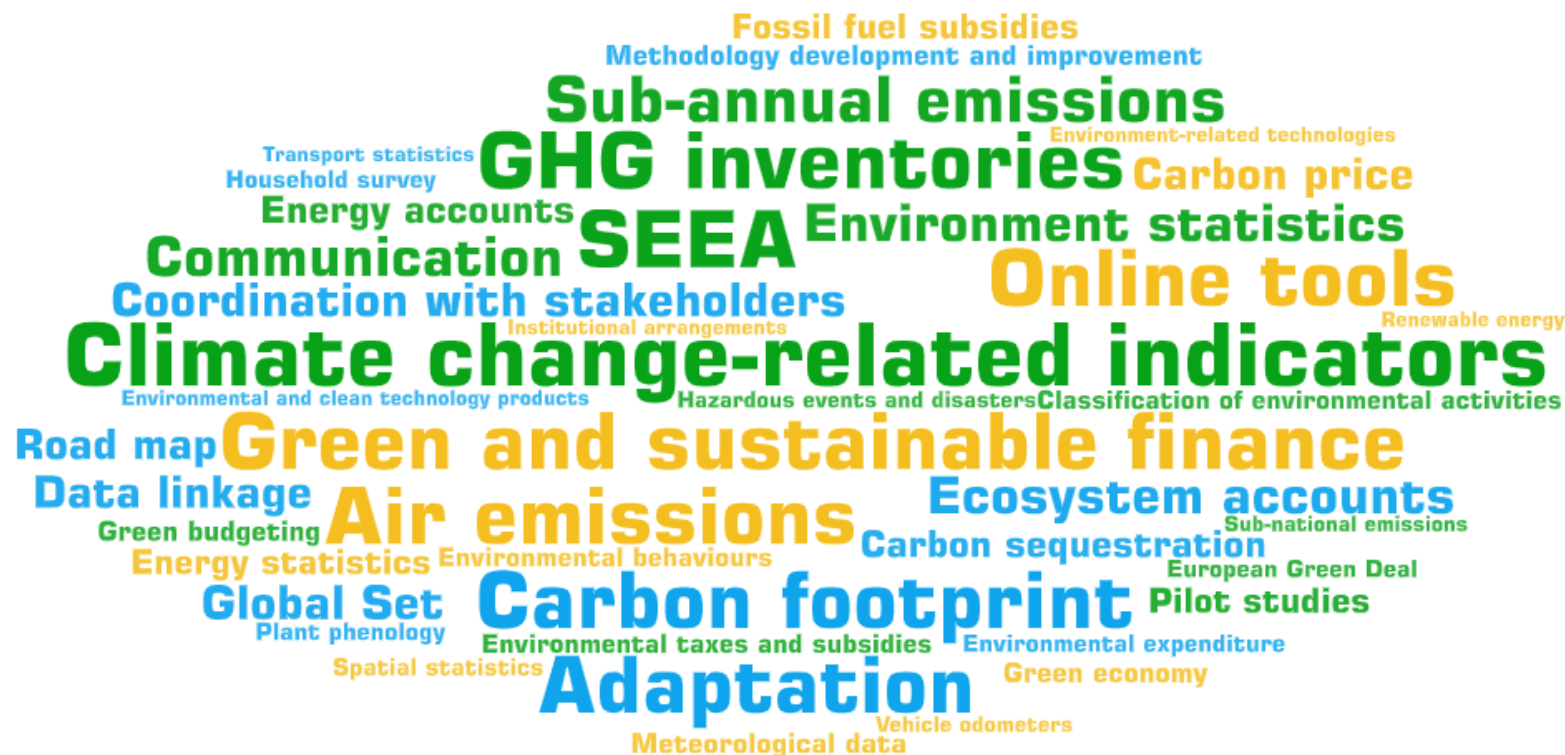 Fossil fuel subsidies
Methodology development and improvement
Sub-annual emissions
Environment-related technologies
Transport statistics
GHG inventories
Carbon price
Household survey
Energy accounts
SEEA
Environment statistics
Communication
Online tools
Coordination with stakeholders
Institutional arrangements
Renewable energy
Climate change-related indicators
Environmental and clean technology products
Hazardous events and disasters
Classification of environmental activities
Road map
Green and sustainable finance
Data linkage
Air emissions
Ecosystem accounts
Sub-national emissions
Green budgeting
Carbon sequestration
Energy statistics
Environmental behaviours
European Green Deal
Global Set
Carbon footprint
Pilot studies
Plant phenology
Environmental taxes and subsidies
Environmental expenditure
Spatial statistics
Adaptation
Green economy
Vehicle odometers
Meteorological data